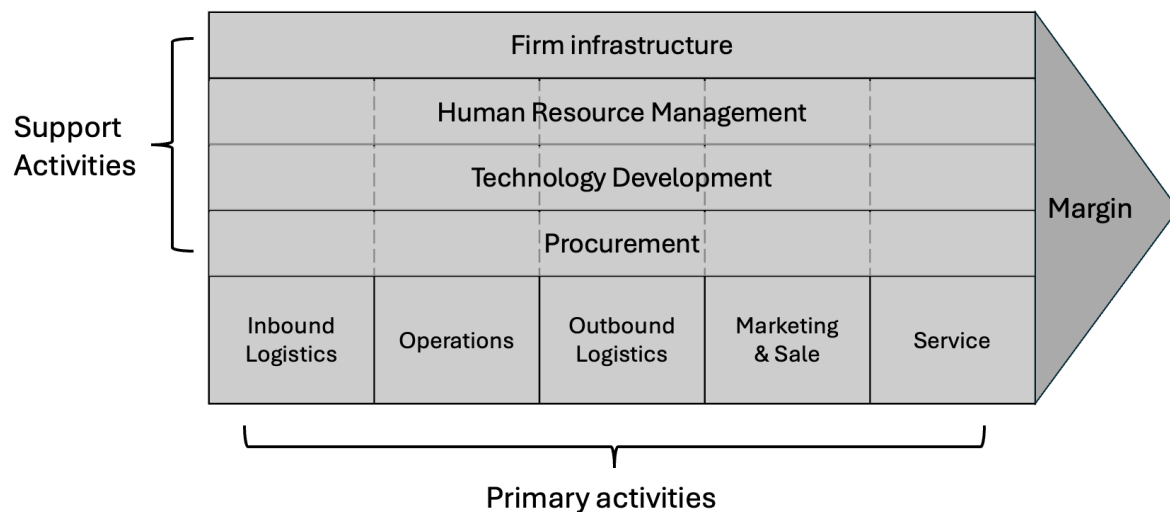 Firm infrastructure
Human Resource Management
Technology Development
Procurement
Support
Activities
Margin
Inbound
Logistics
Operations
Outbound
Logistics
Marketing
& Sale
Service
Primary activities